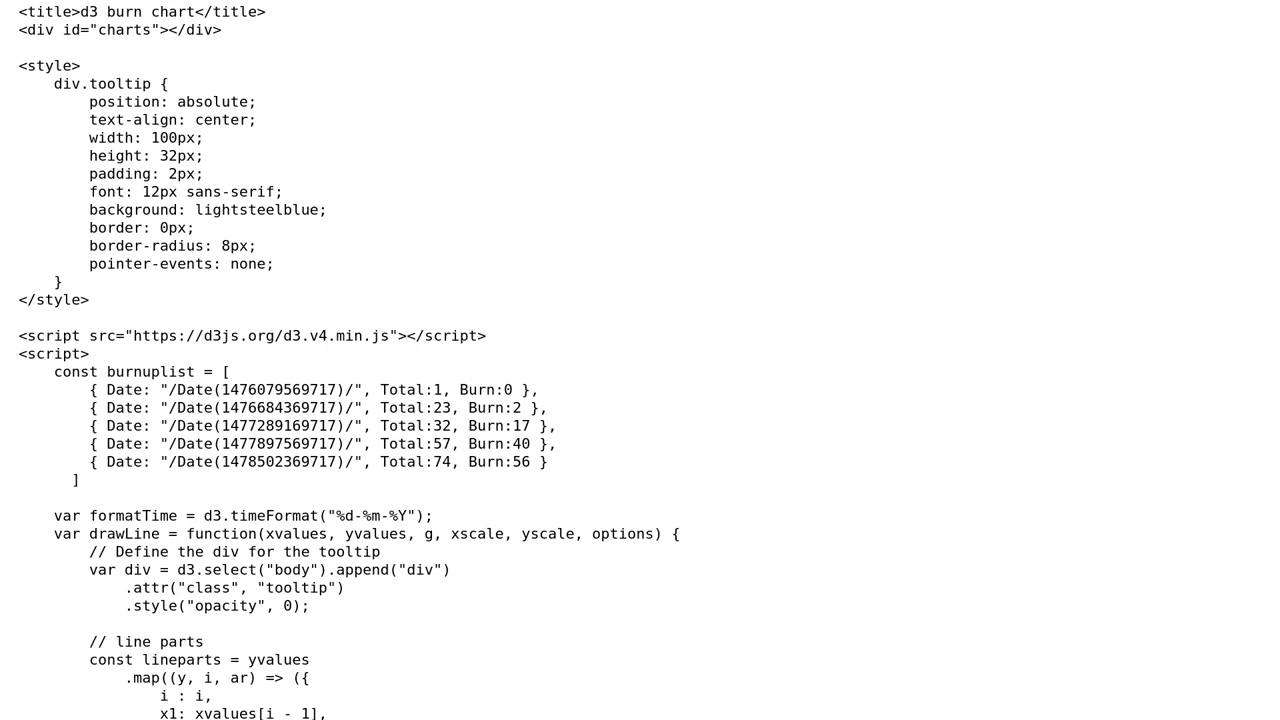 <title>d3 burn chart</title>
<div id="charts"></div>

<style>
    div.tooltip {
        position: absolute;
        text-align: center;
        width: 100px;
        height: 32px;
        padding: 2px;
        font: 12px sans-serif;
        background: lightsteelblue;
        border: 0px;
        border-radius: 8px;
        pointer-events: none;
    }
</style>

<script src="https://d3js.org/d3.v4.min.js"></script>
<script>
    const burnuplist = [
        { Date: "/Date(1476079569717)/", Total:1, Burn:0 },
        { Date: "/Date(1476684369717)/", Total:23, Burn:2 },
        { Date: "/Date(1477289169717)/", Total:32, Burn:17 },
        { Date: "/Date(1477897569717)/", Total:57, Burn:40 },
        { Date: "/Date(1478502369717)/", Total:74, Burn:56 }
      ]

    var formatTime = d3.timeFormat("%d-%m-%Y");
    var drawLine = function(xvalues, yvalues, g, xscale, yscale, options) {
        // Define the div for the tooltip
        var div = d3.select("body").append("div")
            .attr("class", "tooltip")
            .style("opacity", 0);

        // line parts
        const lineparts = yvalues
            .map((y, i, ar) => ({
                i : i,
                x1: xvalues[i - 1],